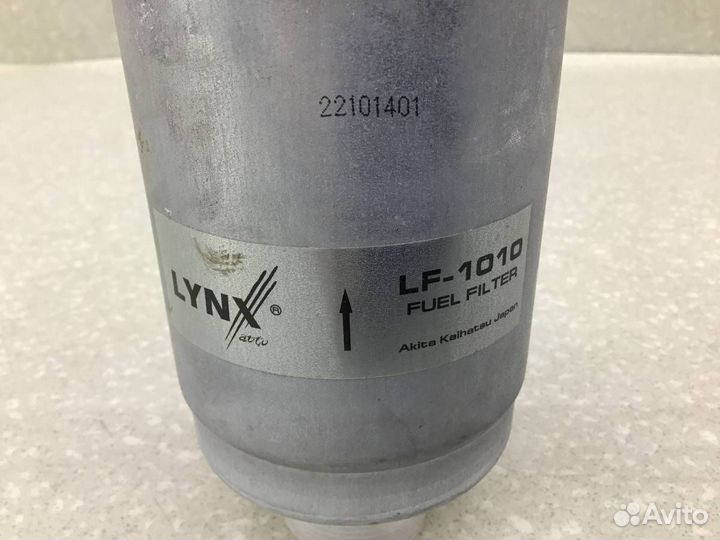 22101401
LYNX®
auto
LF-1010
FUEL FILTER
Akita Kaihatsu Japan
Avito